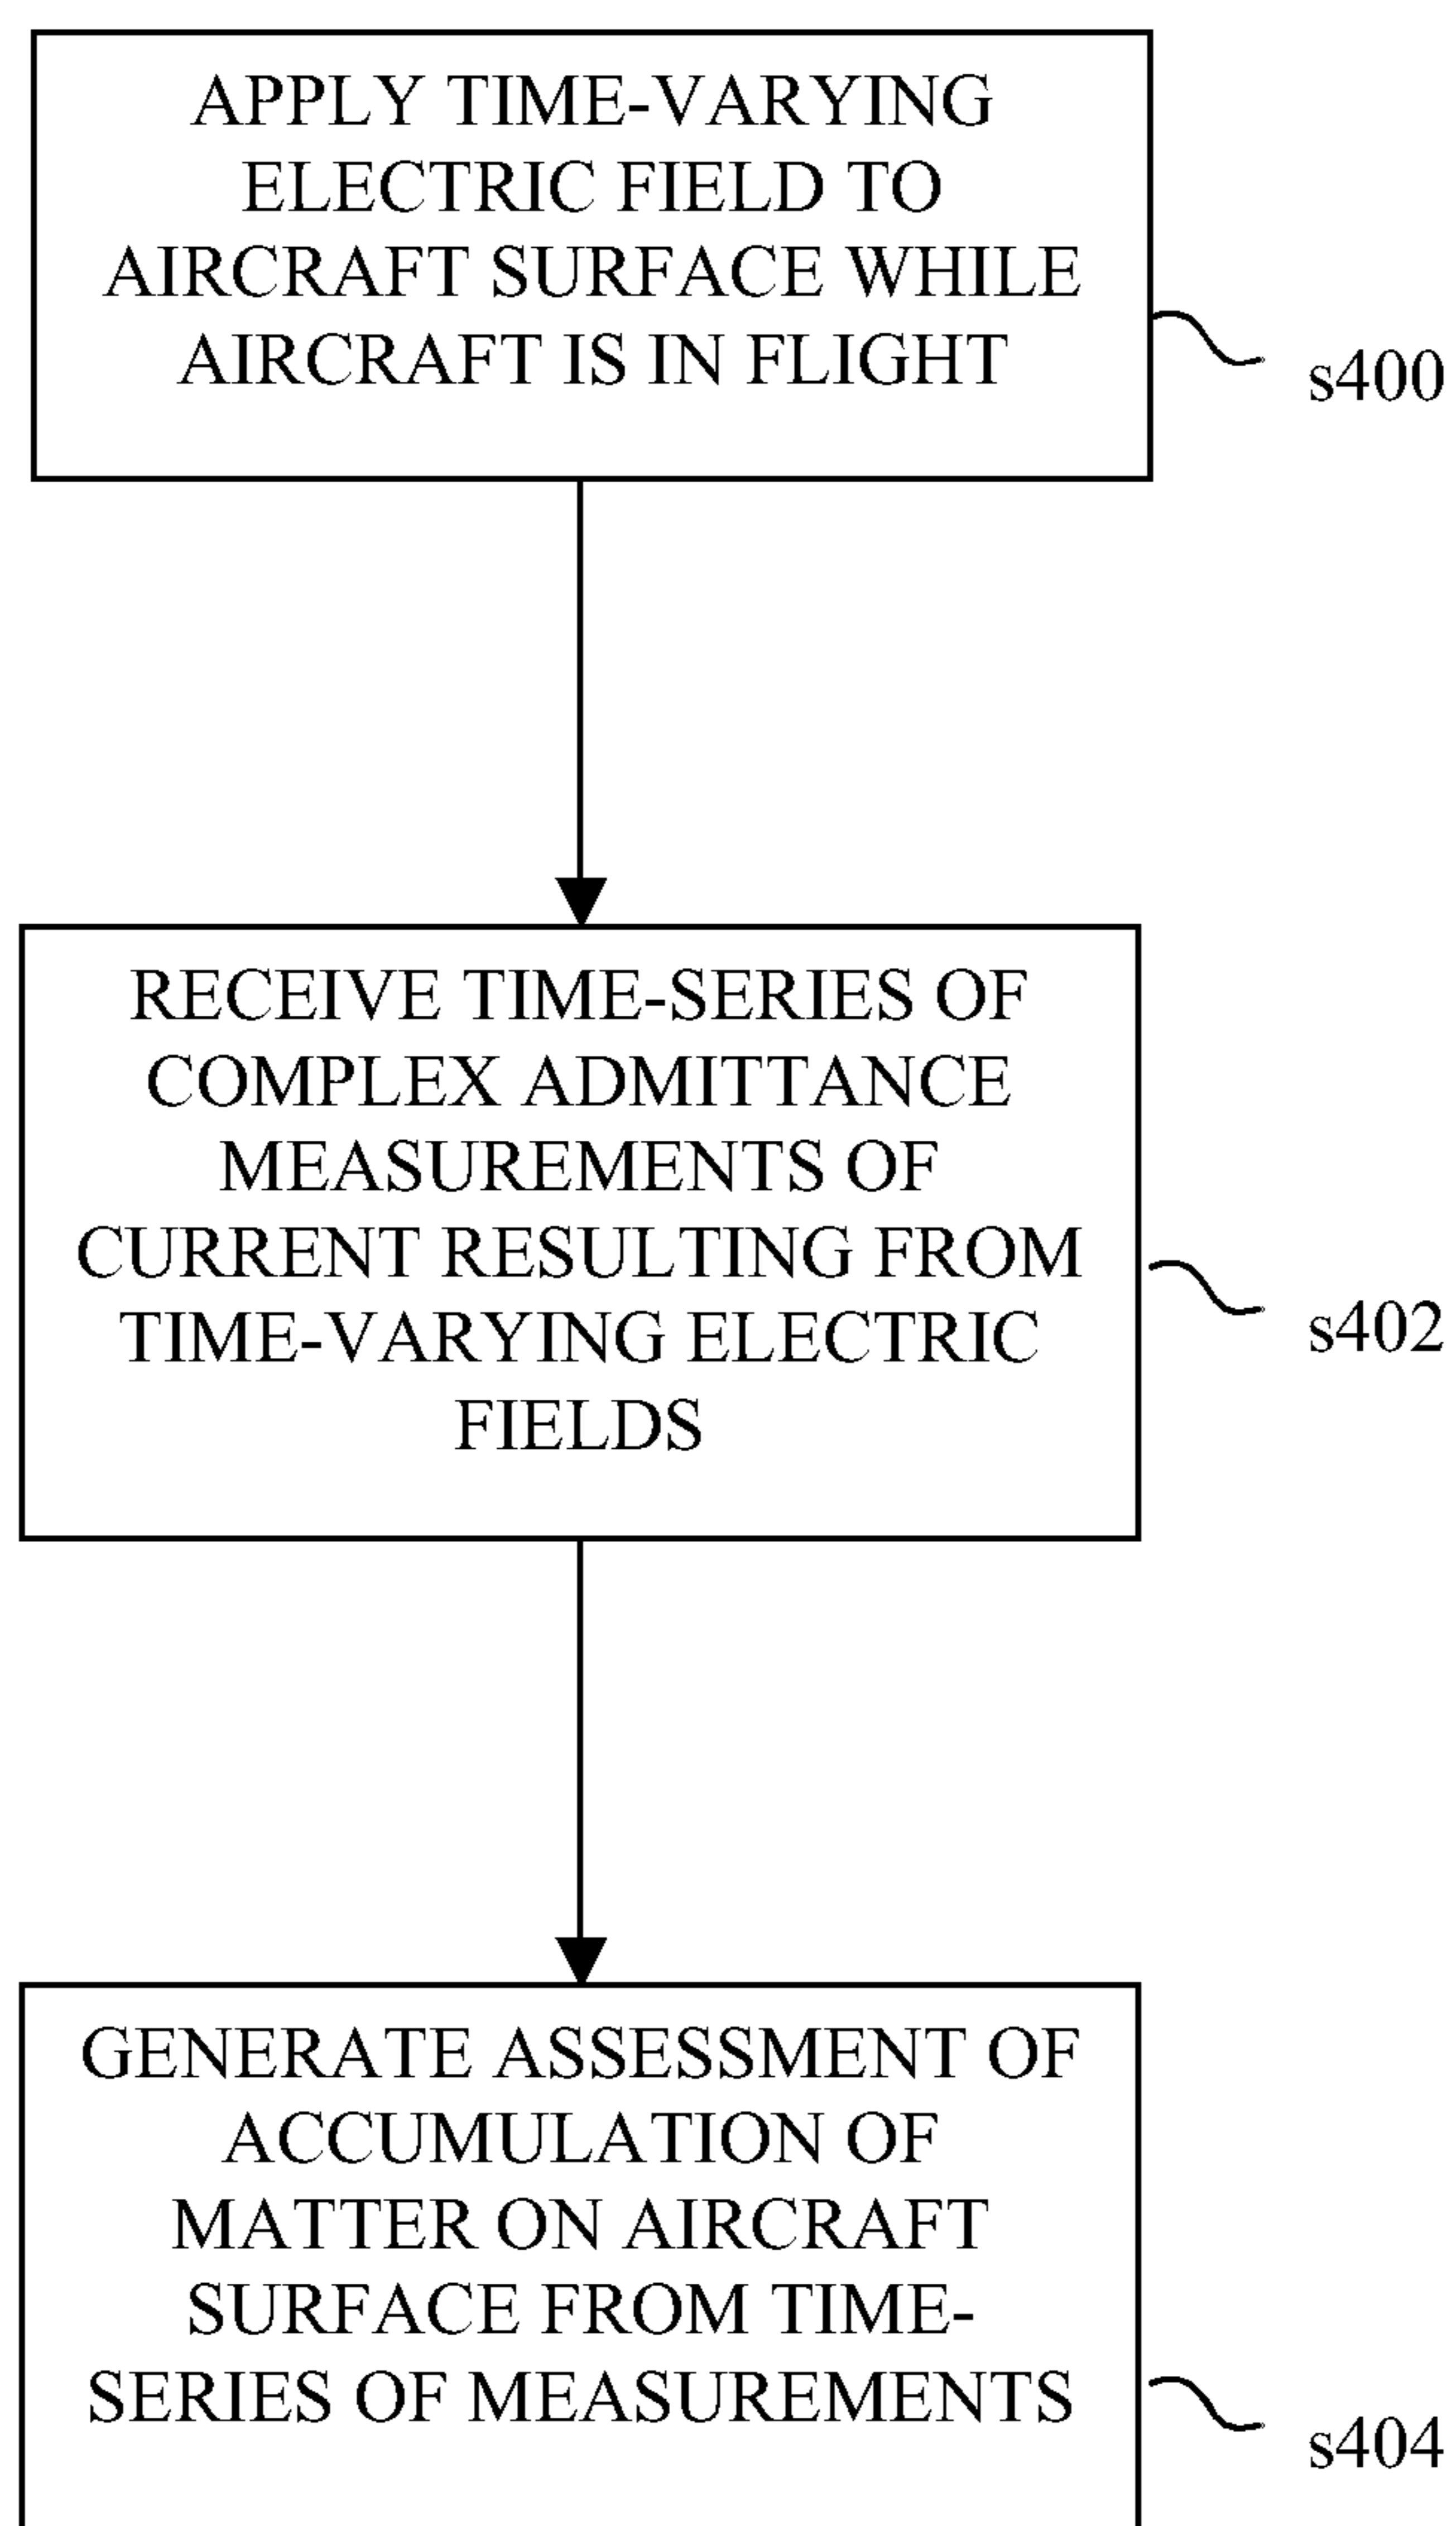 APPLY TIME-VARYING
ELECTRIC FIELD TO
AIRCRAFT SURFACE WHILE
AIRCRAFT IS IN FLIGHT
s400
RECEIVE TIME-SERIES OF
COMPLEX ADMITTANCE
MEASUREMENTS OF
CURRENT RESULTING FROM
TIME-VARYING ELECTRIC
FIELDS
s402
GENERATE ASSESSMENT OF
ACCUMULATION OF
MATTER ON AIRCRAFT
SURFACE FROM TIME-
SERIES OF MEASUREMENTS
s404